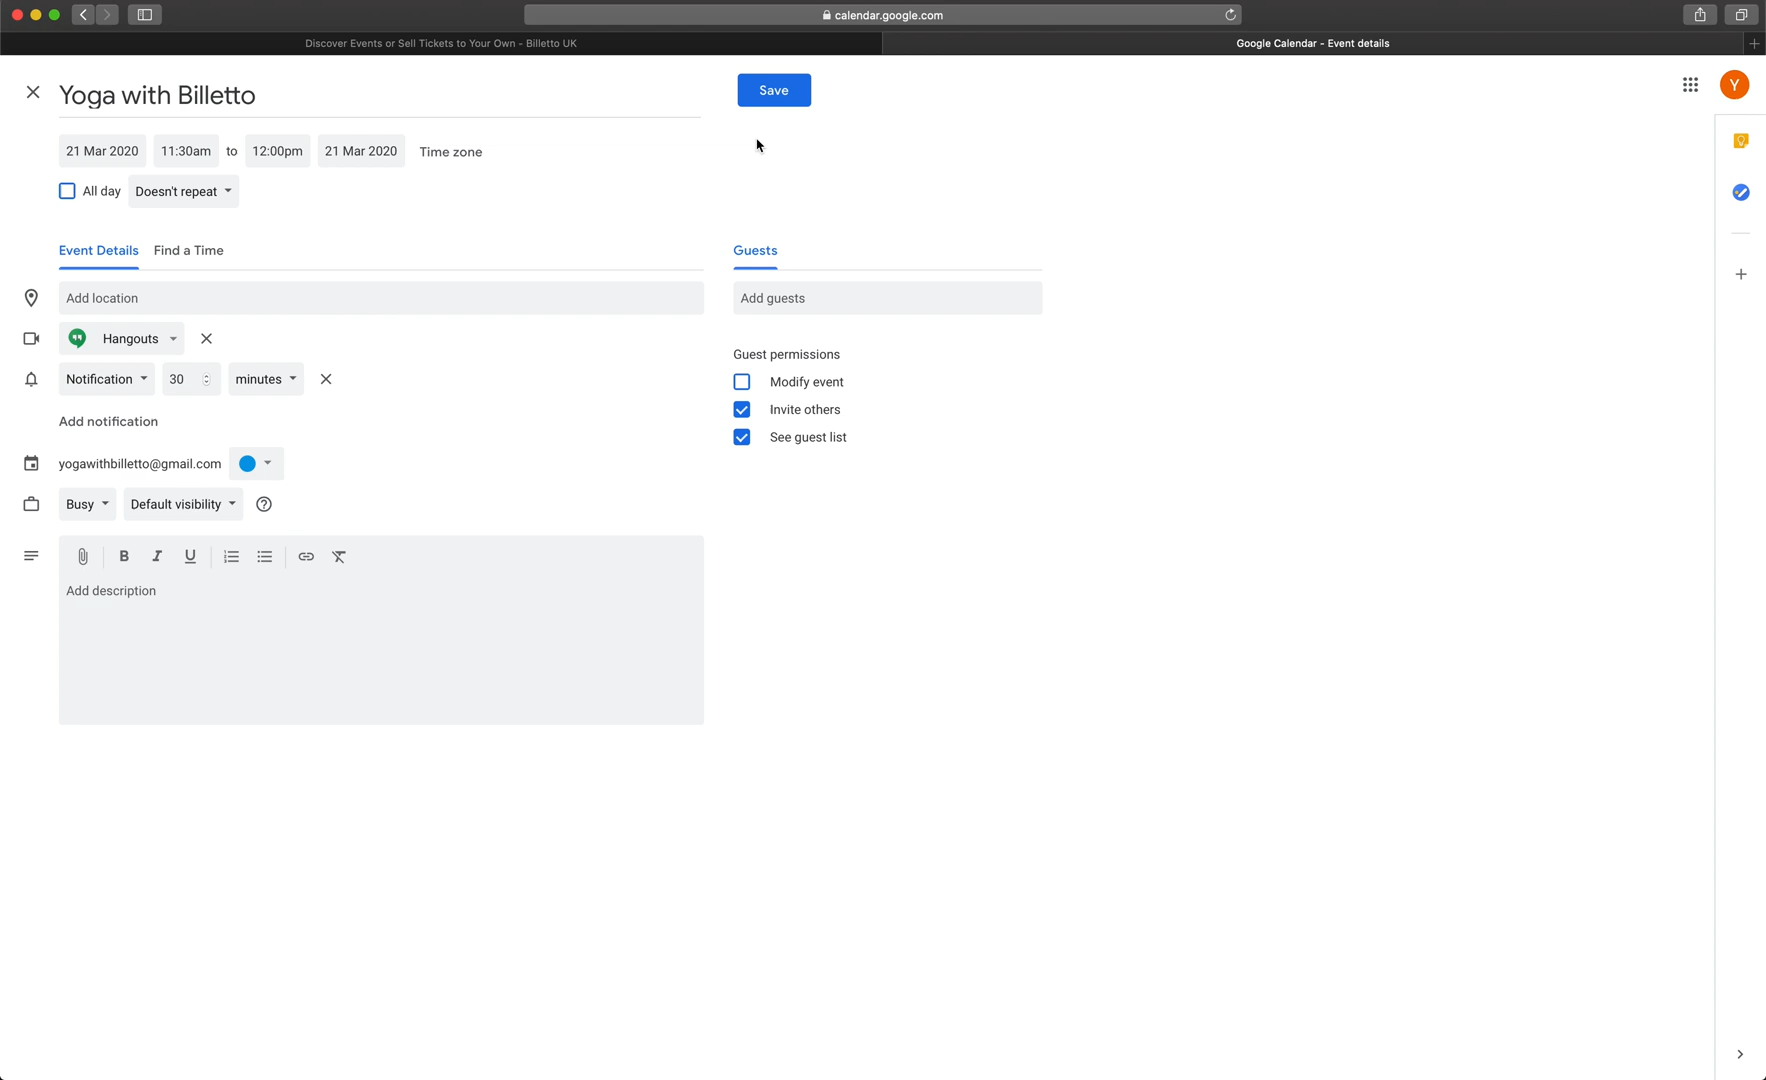 calendar.google.com
Discover Events or Sell Tickets to Your Own - Billetto UK
Google Calendar - Event details
Yoga with Billetto
Save
Y
21 Mar 2020 11:30am to 12:00pm 21 Mar 2020 Time zone
All day Doesn't repeat
Event Details Find a Time
Guests
Add location
Add guests
Hangouts
Guest permissions
Notification 30 minutes
Modify event
Invite others
Add notification
See guest list
yogawithbilletto@gmail.com
Busy Default visibility
B I U
Add description